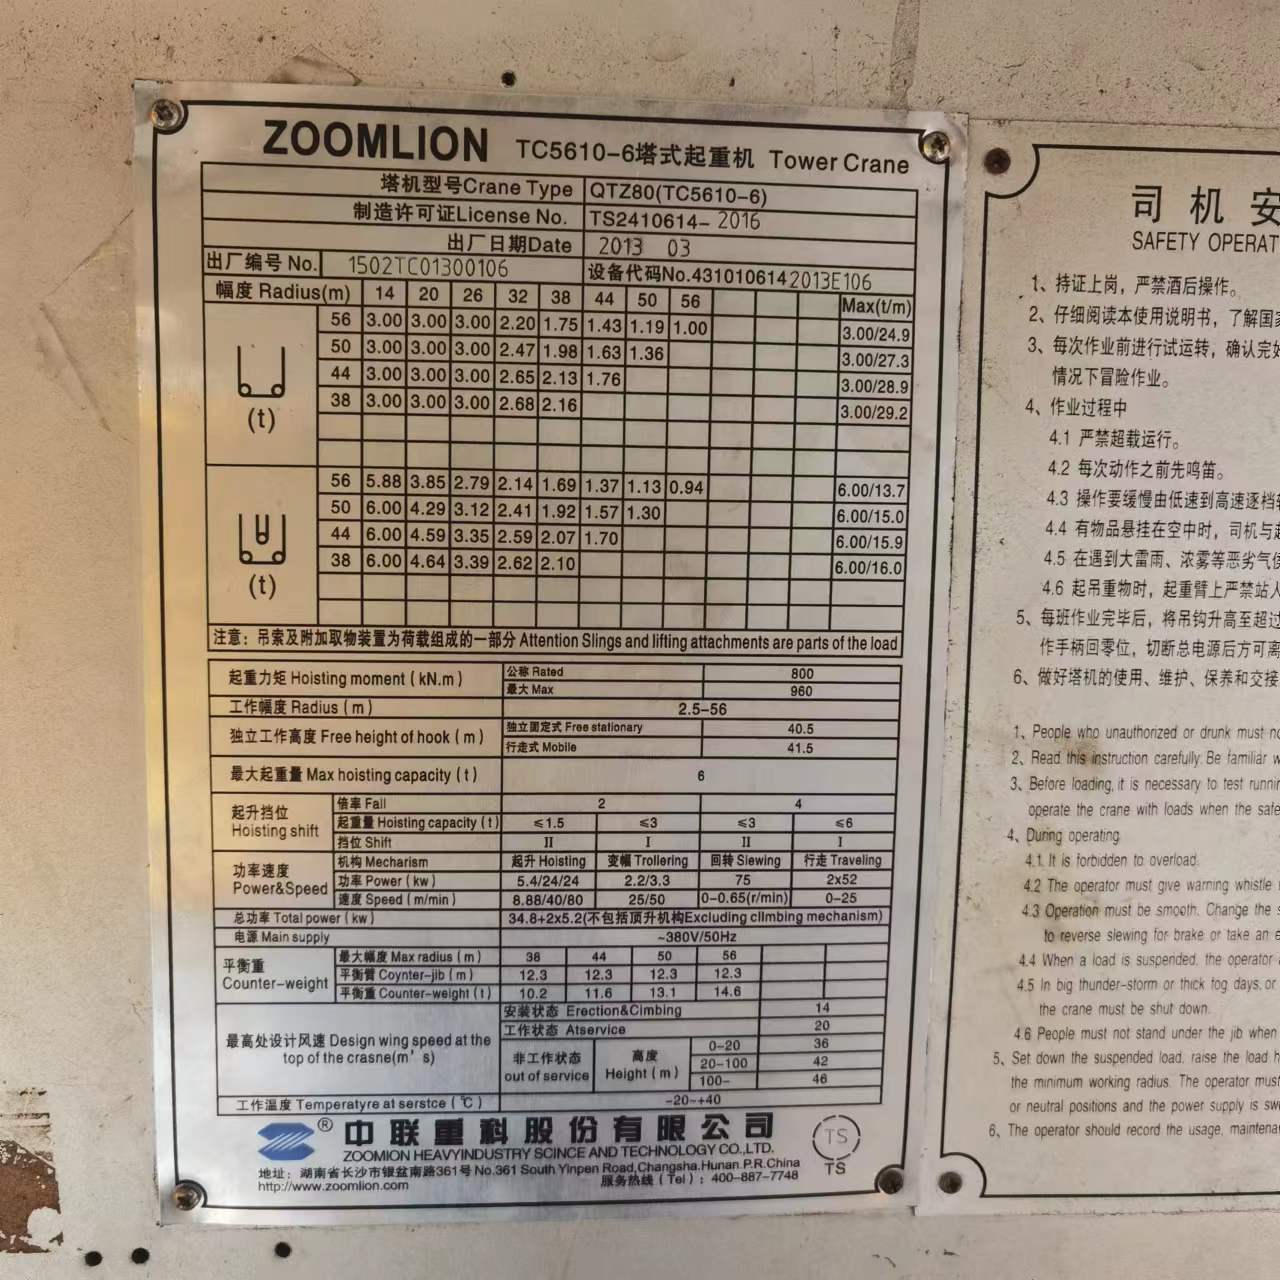 ZOOMLION TC5610-6塔式起重机 Tower Crane
塔机型号Crane Type QTZ80(TC5610-6)
制造许可证License No. TS2410614-2016
出厂日期Date 2013 03
出厂编号 No. 1502TC01300106 设备代码No.4310106142013E106
幅度 Radius(m) 14 20 26 32 38 44 50 56 Max(t/m)
56 3.00 3.00 3.00 2.20 1.75 1.43 1.19 1.00 3.00/24.9
50 3.00 3.00 3.00 2.47 1.98 1.63 1.36 3.00/27.3
44 3.00 3.00 3.00 2.65 2.13 1.76 3.00/28.9
38 3.00 3.00 3.00 2.68 2.16 3.00/29.2
(t)
56 5.88 3.85 2.79 2.14 1.69 1.37 1.13 0.94 6.00/13.7
50 6.00 4.29 3.12 2.41 1.92 1.57 1.30 6.00/15.0
44 6.00 4.59 3.35 2.59 2.07 1.70 6.00/15.9
38 6.00 4.64 3.39 2.62 2.10 6.00/16.0
(t)
注意：吊索及附加取物装置为荷载组成的一部分 Attention Slings and lifting attachments are parts of the load
起重力矩 Hoisting moment (kN.m) 公称 Rated 800
最大 Max 960
工作幅度 Radius (m) 2.5-56
独立工作高度 Free height of hook (m) 独立固定式 Free stationary 40.5
行走式 Mobile 41.5
最大起重量 Max hoisting capacity (t) 6
起升挡位 Hoisting shift 倍率 Fall 2 4
起重量 Hoisting capacity (t) ≤1.5 ≤3 ≤3 ≤6
挡位 Shift II I II I
功率速度 Power&Speed 机构 Mecharism 起升 Hoisting 变幅 Trollering 回转 Slewing 行走 Traveling
功率 Power (kw) 5.4/24/24 2.2/3.3 75 2x52
速度 Speed (m/min) 8.88/40/80 25/50 0-0.65(r/min) 0-25
总功率 Total power (kw) 34.8+2x5.2(不包括顶升机构Excluding climbing mechanism)
电源 Main supply ~380V/50Hz
平衡重 Counter-weight 最大幅度 Max radius (m) 38 44 50 56
平衡臂 Coynter-jib (m) 12.3 12.3 12.3 12.3
平衡重 Counter-weight (t) 10.2 11.6 13.1 14.6
最高处设计风速 Design wing speed at the top of the crasne(m's) 安装状态 Erection&Cimbing 14
工作状态 Atservice 20
非工作状态 out of service 高度 Height (m) 0-20 36
20-100 42
100- 46
工作温度 Temperatyre at serstce (℃) -20~+40
® 中联重科股份有限公司
ZOOMLION HEAVYINDUSTRY SCINCE AND TECHNOLOGY CO.,LTD.
地址：湖南省长沙市银盆南路361号 No.361 South Yinpen Road,Changsha.Hunan.P.R.China
http://www.zoomlion.com 服务热线 (Tel)：400-887-7748
TS
TS
司机安
SAFETY OPERAT
1、持证上岗，严禁酒后操作。
2、仔细阅读本使用说明书，了解国
3、每次作业前进行试运转，确认完
情况下冒险作业。
4、作业过程中
4.1 严禁超载运行。
4.2 每次动作之前先鸣笛。
4.3 操作要缓慢由低速到高速逐档
4.4 有物品悬挂在空中时，司机与
4.5 在遇到大雷雨、浓雾等恶劣气
4.6 起吊重物时，起重臂上严禁站人
5、每班作业完毕后，将吊钩升高至超过
作手柄回零位，切断总电源后方可离
6、做好塔机的使用、维护、保养和交接
1、People who unauthorized or drunk must no
2、Read this instruction carefully. Be familiar w
3、Before loading, it is necessary to test runnin
operate the crane with loads when the safe
4、During operating
4.1 It is forbidden to overload.
4.2 The operator must give warning whistle
4.3 Operation must be smooth. Change the s
to reverse slewing for brake or take an e
4.4 When a load is suspended, the operator
4.5 In big thunder-storm or thick fog days, or
the crane must be shut down.
4.6 People must not stand under the jib when
5、Set down the suspended load, raise the load h
the minimum working radius. The operator must
or neutral positions and the power supply is sw
6、The operator should record the usage, maintena